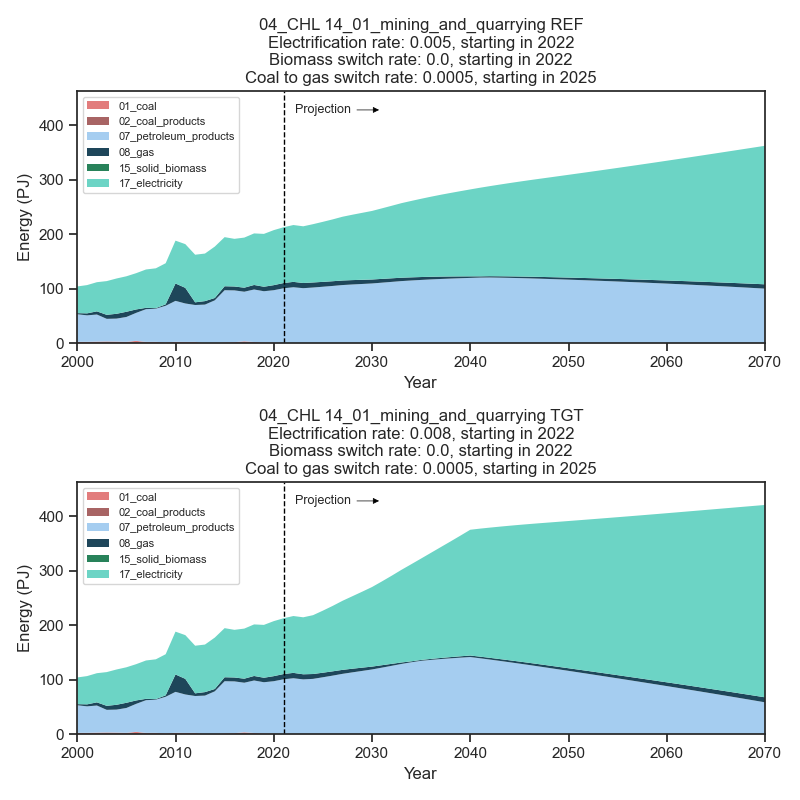 04_CHL 14_01_mining_and_quarrying REF
Electrification rate: 0.005, starting in 2022
Biomass switch rate: 0.0, starting in 2022
Coal to gas switch rate: 0.0005, starting in 2025
Projection
01_coal
02_coal_products
07_petroleum_products
08_gas
15_solid_biomass
17_electricity
Energy (PJ)
400
300
200
100
0
2000 2010 2020 2030 2040 2050 2060 2070
Year
04_CHL 14_01_mining_and_quarrying TGT
Electrification rate: 0.008, starting in 2022
Biomass switch rate: 0.0, starting in 2022
Coal to gas switch rate: 0.0005, starting in 2025
Projection
01_coal
02_coal_products
07_petroleum_products
08_gas
15_solid_biomass
17_electricity
Energy (PJ)
400
300
200
100
0
2000 2010 2020 2030 2040 2050 2060 2070
Year